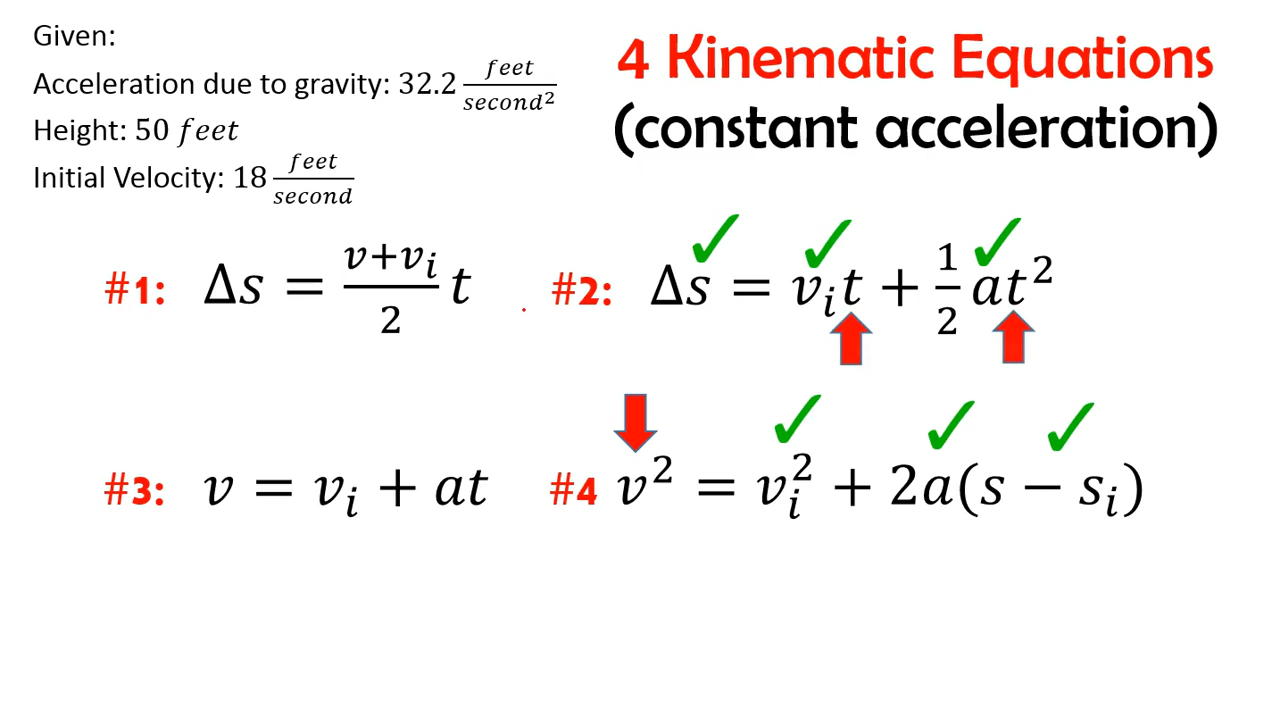 Given:
Acceleration due to gravity: 32.2 feet/second²
Height: 50 feet
Initial Velocity: 18 feet/second
4 Kinematic Equations
(constant acceleration)
#1: Δs = (v+vᵢ)/2 t
#2: Δs = vᵢt + 1/2 at²
#3: v = vᵢ + at
#4 v² = vᵢ² + 2a(s − sᵢ)